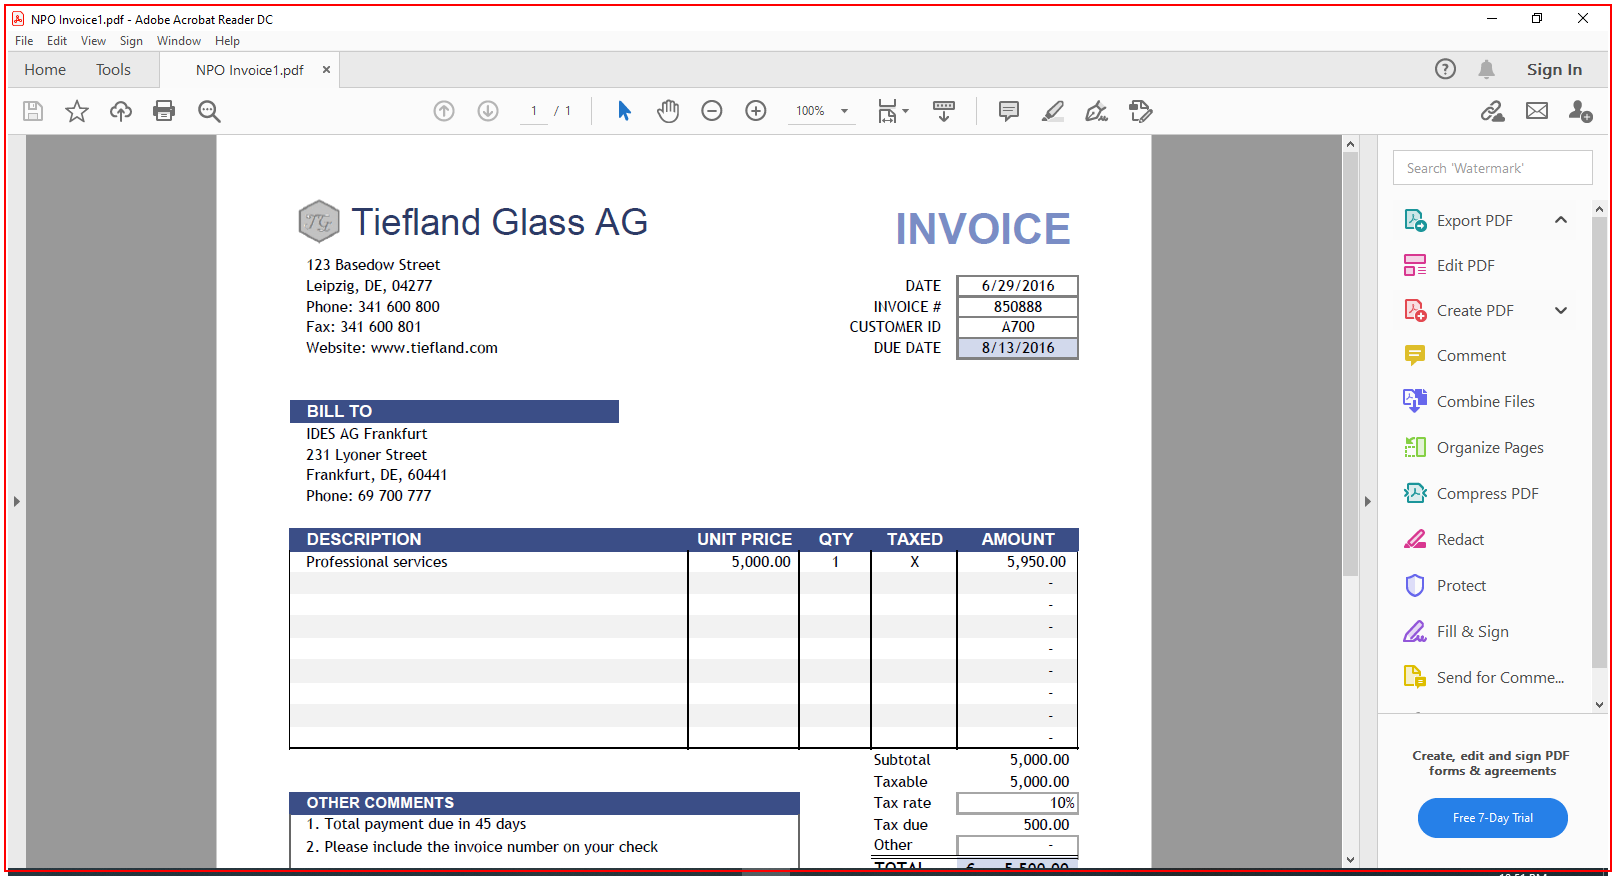 NPO Invoice1.pdf - Adobe Acrobat Reader DC
File Edit View Sign Window Help
Home Tools NPO Invoice1.pdf × Sign In
1 / 1 100%
Search 'Watermark'
Tiefland Glass AG
INVOICE
123 Basedow Street
Leipzig, DE, 04277
Phone: 341 600 800
Fax: 341 600 801
Website: www.tiefland.com
DATE 6/29/2016
INVOICE # 850888
CUSTOMER ID A700
DUE DATE 8/13/2016
BILL TO
IDES AG Frankfurt
231 Lyoner Street
Frankfurt, DE, 60441
Phone: 69 700 777
DESCRIPTION UNIT PRICE QTY TAXED AMOUNT
Professional services 5,000.00 1 X 5,950.00
-
-
-
-
-
-
-
-
Subtotal 5,000.00
Taxable 5,000.00
Tax rate 10%
Tax due 500.00
Other -
TOTAL € 5,500.00
OTHER COMMENTS
1. Total payment due in 45 days
2. Please include the invoice number on your check
Export PDF
Edit PDF
Create PDF
Comment
Combine Files
Organize Pages
Compress PDF
Redact
Protect
Fill & Sign
Send for Comme...
Create, edit and sign PDF
forms & agreements
Free 7-Day Trial